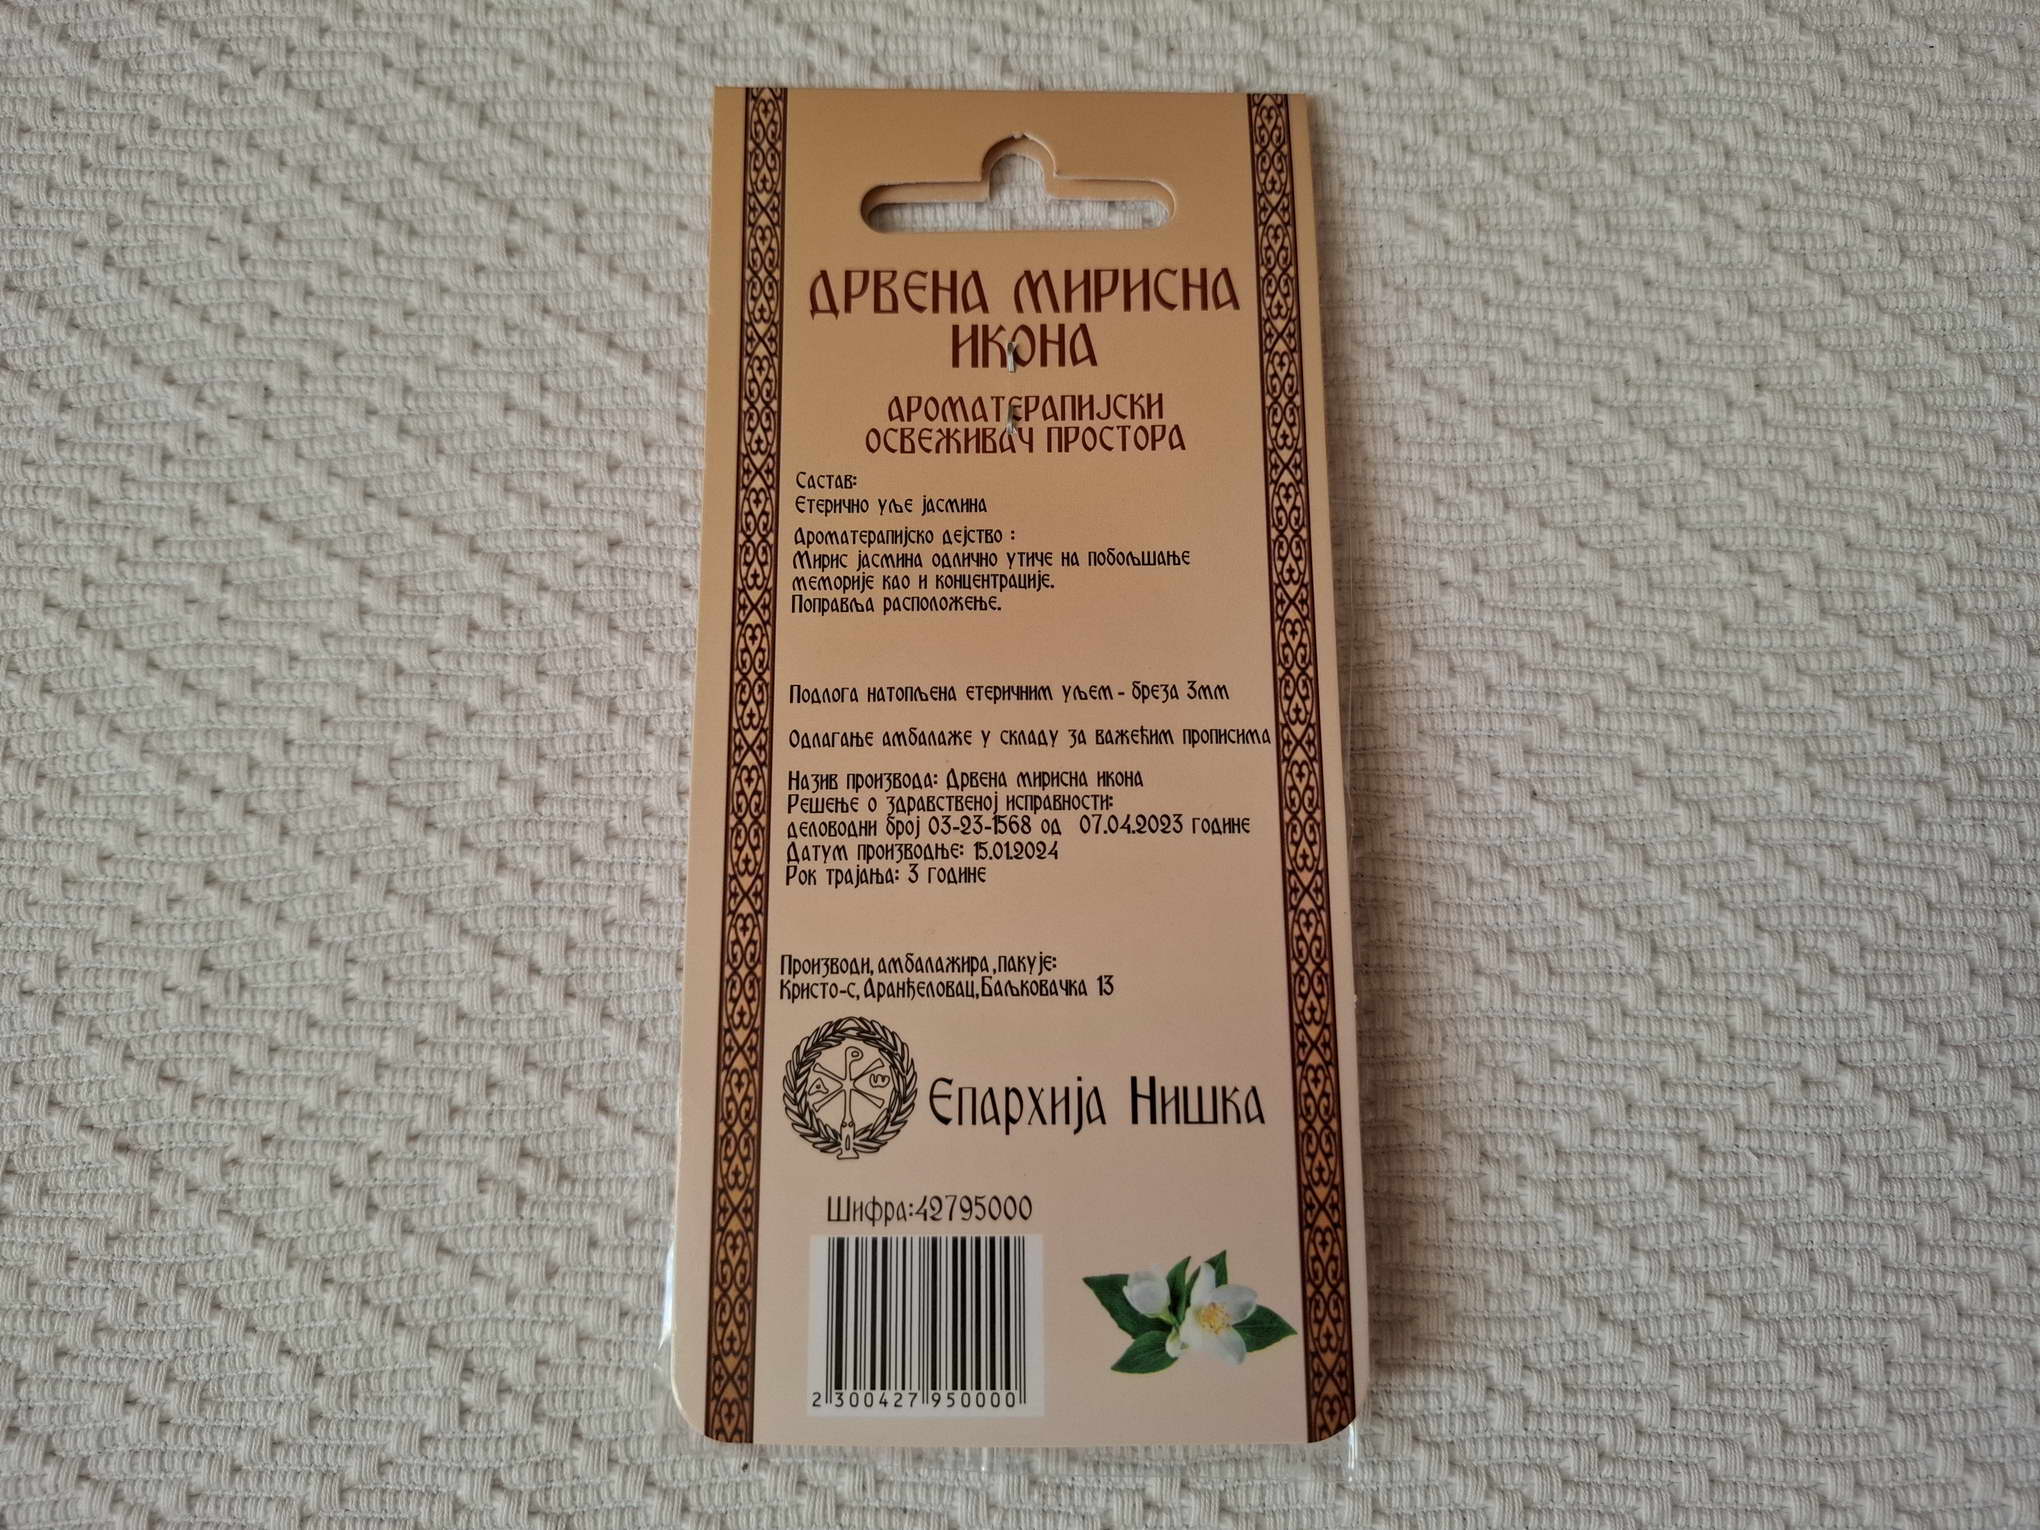 ДРВЕНА МИРИСНА
ИКОНА
АРОМАТЕРАПИЈСКИ
ОСВЕЖИВАЧ ПРОСТОРА
Састав:
Етерично уље јасмина
Ароматерапијско дејство :
Мирис јасмина одлично утиче на побољшање
меморије као и концентрације.
Поправља расположење.
Подлога натопљена етеричним уљем - бреза 3мм
Одлагање амбалаже у складу за важећим прописима
Назив производа: Дрвена мирисна икона
Решење о здравственој исправности:
деловодни број 03-23-1568 од 07.04.2023 године
Датум производње: 15.01.2024
Рок трајања: 3 године
Производи, амбалажира ,пакује:
Кристо-с, Аранђеловац, Баљковачка 13
Епархија Нишка
Шифра:42795000
2 300427 950000